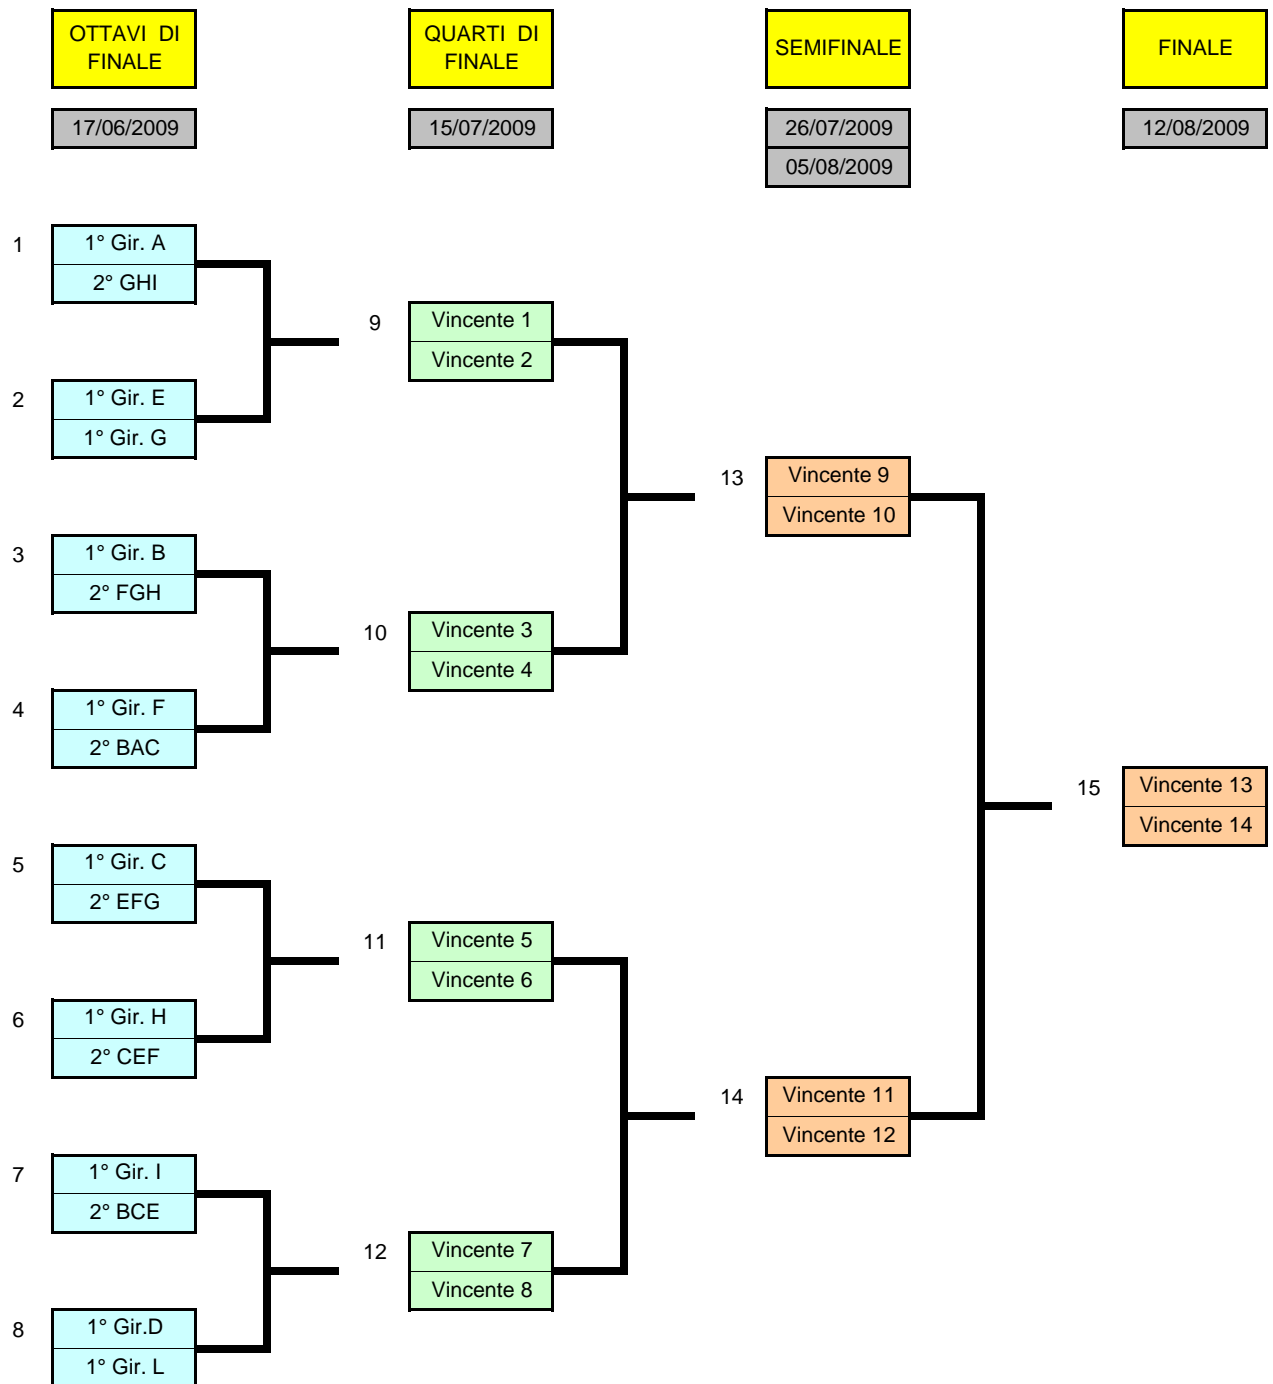 OTTAVI DI
FINALE
QUARTI DI
FINALE
SEMIFINALE
FINALE
17/06/2009
15/07/2009
26/07/2009
12/08/2009
05/08/2009
1
1° Gir. A
2° GHI
9
Vincente 1
Vincente 2
2
1° Gir. E
1° Gir. G
13
Vincente 9
Vincente 10
3
1° Gir. B
2° FGH
10
Vincente 3
Vincente 4
4
1° Gir. F
2° BAC
15
Vincente 13
Vincente 14
5
1° Gir. C
2° EFG
11
Vincente 5
Vincente 6
6
1° Gir. H
2° CEF
14
Vincente 11
Vincente 12
7
1° Gir. I
2° BCE
12
Vincente 7
Vincente 8
8
1° Gir.D
1° Gir. L